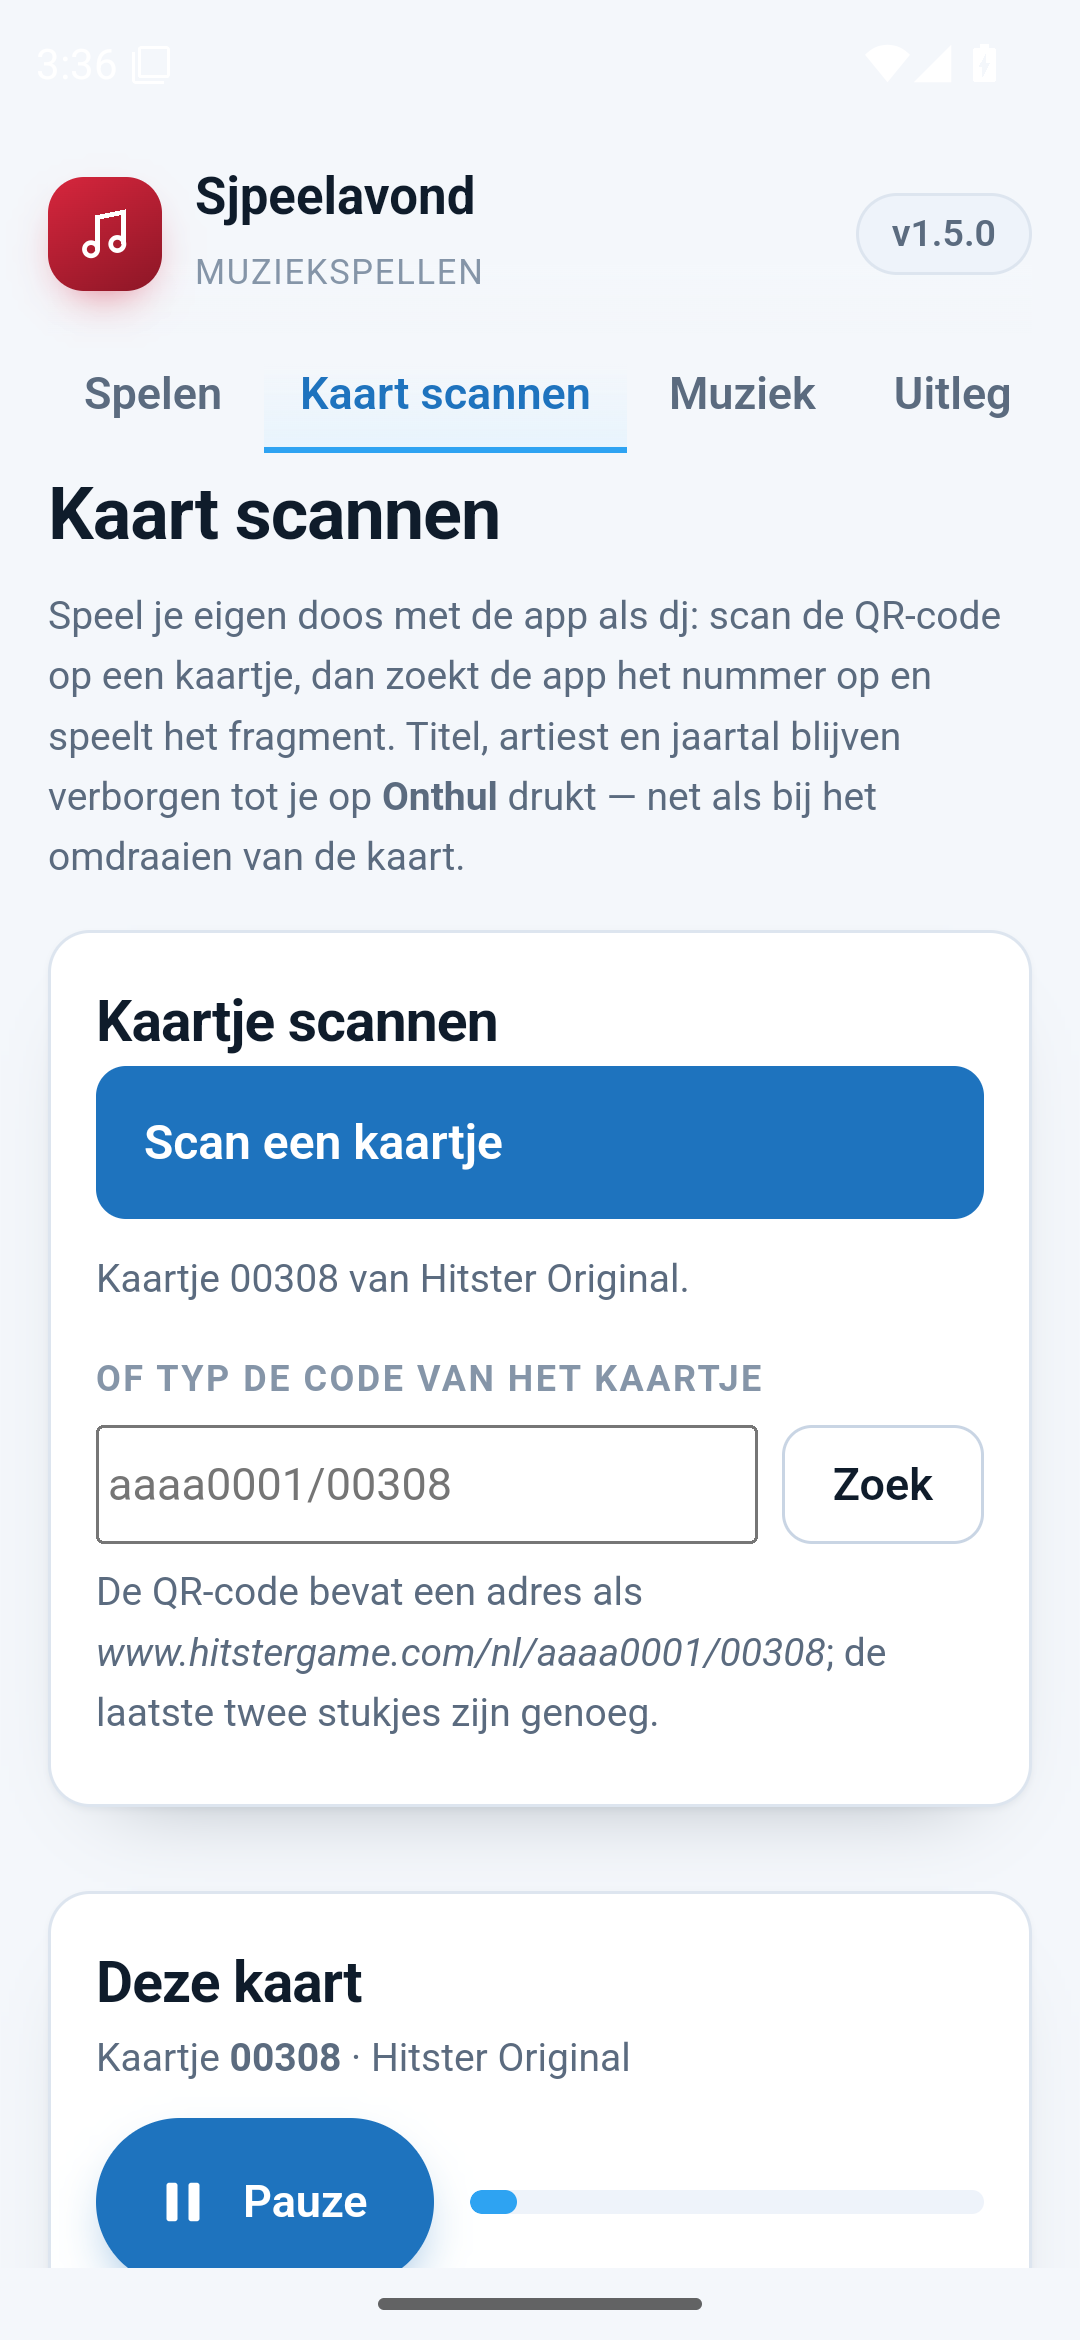 3:36
Sjpeelavond
MUZIEKSPELLEN
v1.5.0
Spelen
Kaart scannen
Muziek
Uitleg
Kaart scannen
Speel je eigen doos met de app als dj: scan de QR-code
op een kaartje, dan zoekt de app het nummer op en
speelt het fragment. Titel, artiest en jaartal blijven
verborgen tot je op Onthul drukt — net als bij het
omdraaien van de kaart.
Kaartje scannen
Scan een kaartje
Kaartje 00308 van Hitster Original.
OF TYP DE CODE VAN HET KAARTJE
aaaa0001/00308
Zoek
De QR-code bevat een adres als
www.hitstergame.com/nl/aaaa0001/00308; de
laatste twee stukjes zijn genoeg.
Deze kaart
Kaartje 00308 · Hitster Original
Pauze